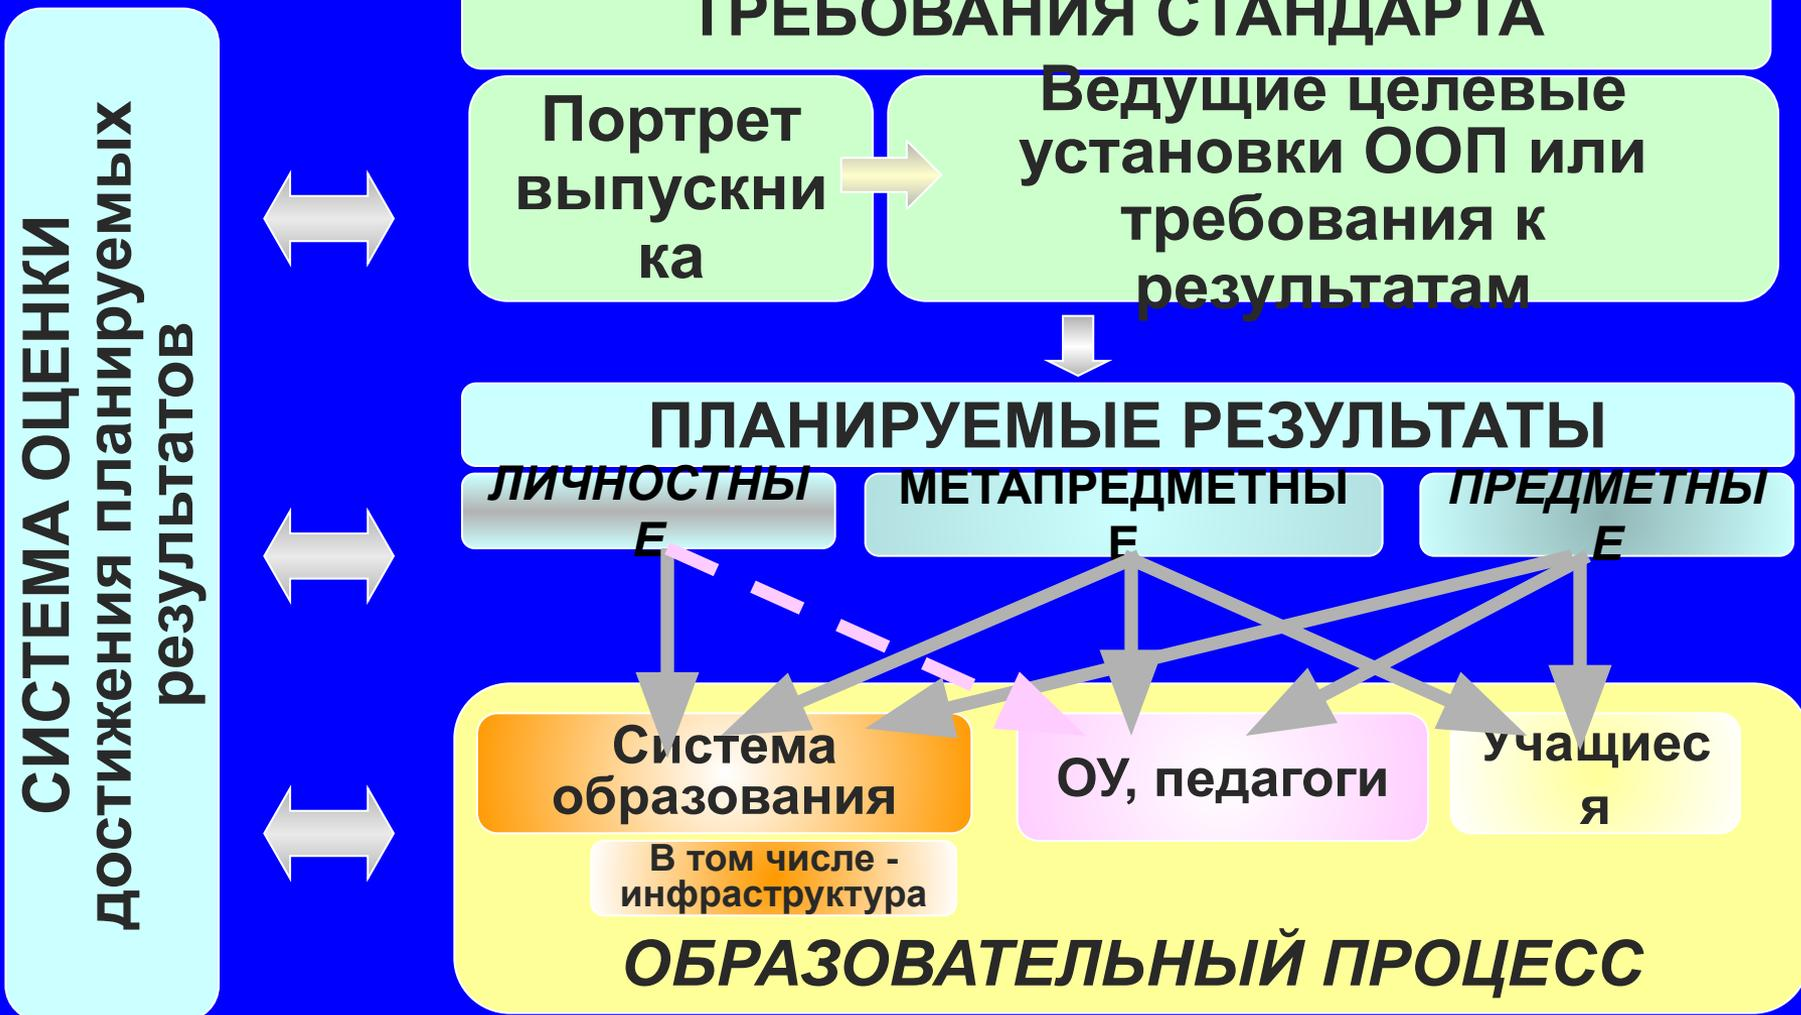 СИСТЕМА ОЦЕНКИ
достижения планируемых
результатов
ТРЕБОВАНИЯ СТАНДАРТА
Портрет
выпускни
ка
Ведущие целевые
установки ООП или
требования к
результатам
ПЛАНИРУЕМЫЕ РЕЗУЛЬТАТЫ
ЛИЧНОСТНЫ
Е
МЕТАПРЕДМЕТНЫ
Е
ПРЕДМЕТНЫ
Е
Система
образования
В том числе -
инфраструктура
ОУ, педагоги
Учащиес
я
ОБРАЗОВАТЕЛЬНЫЙ ПРОЦЕСС